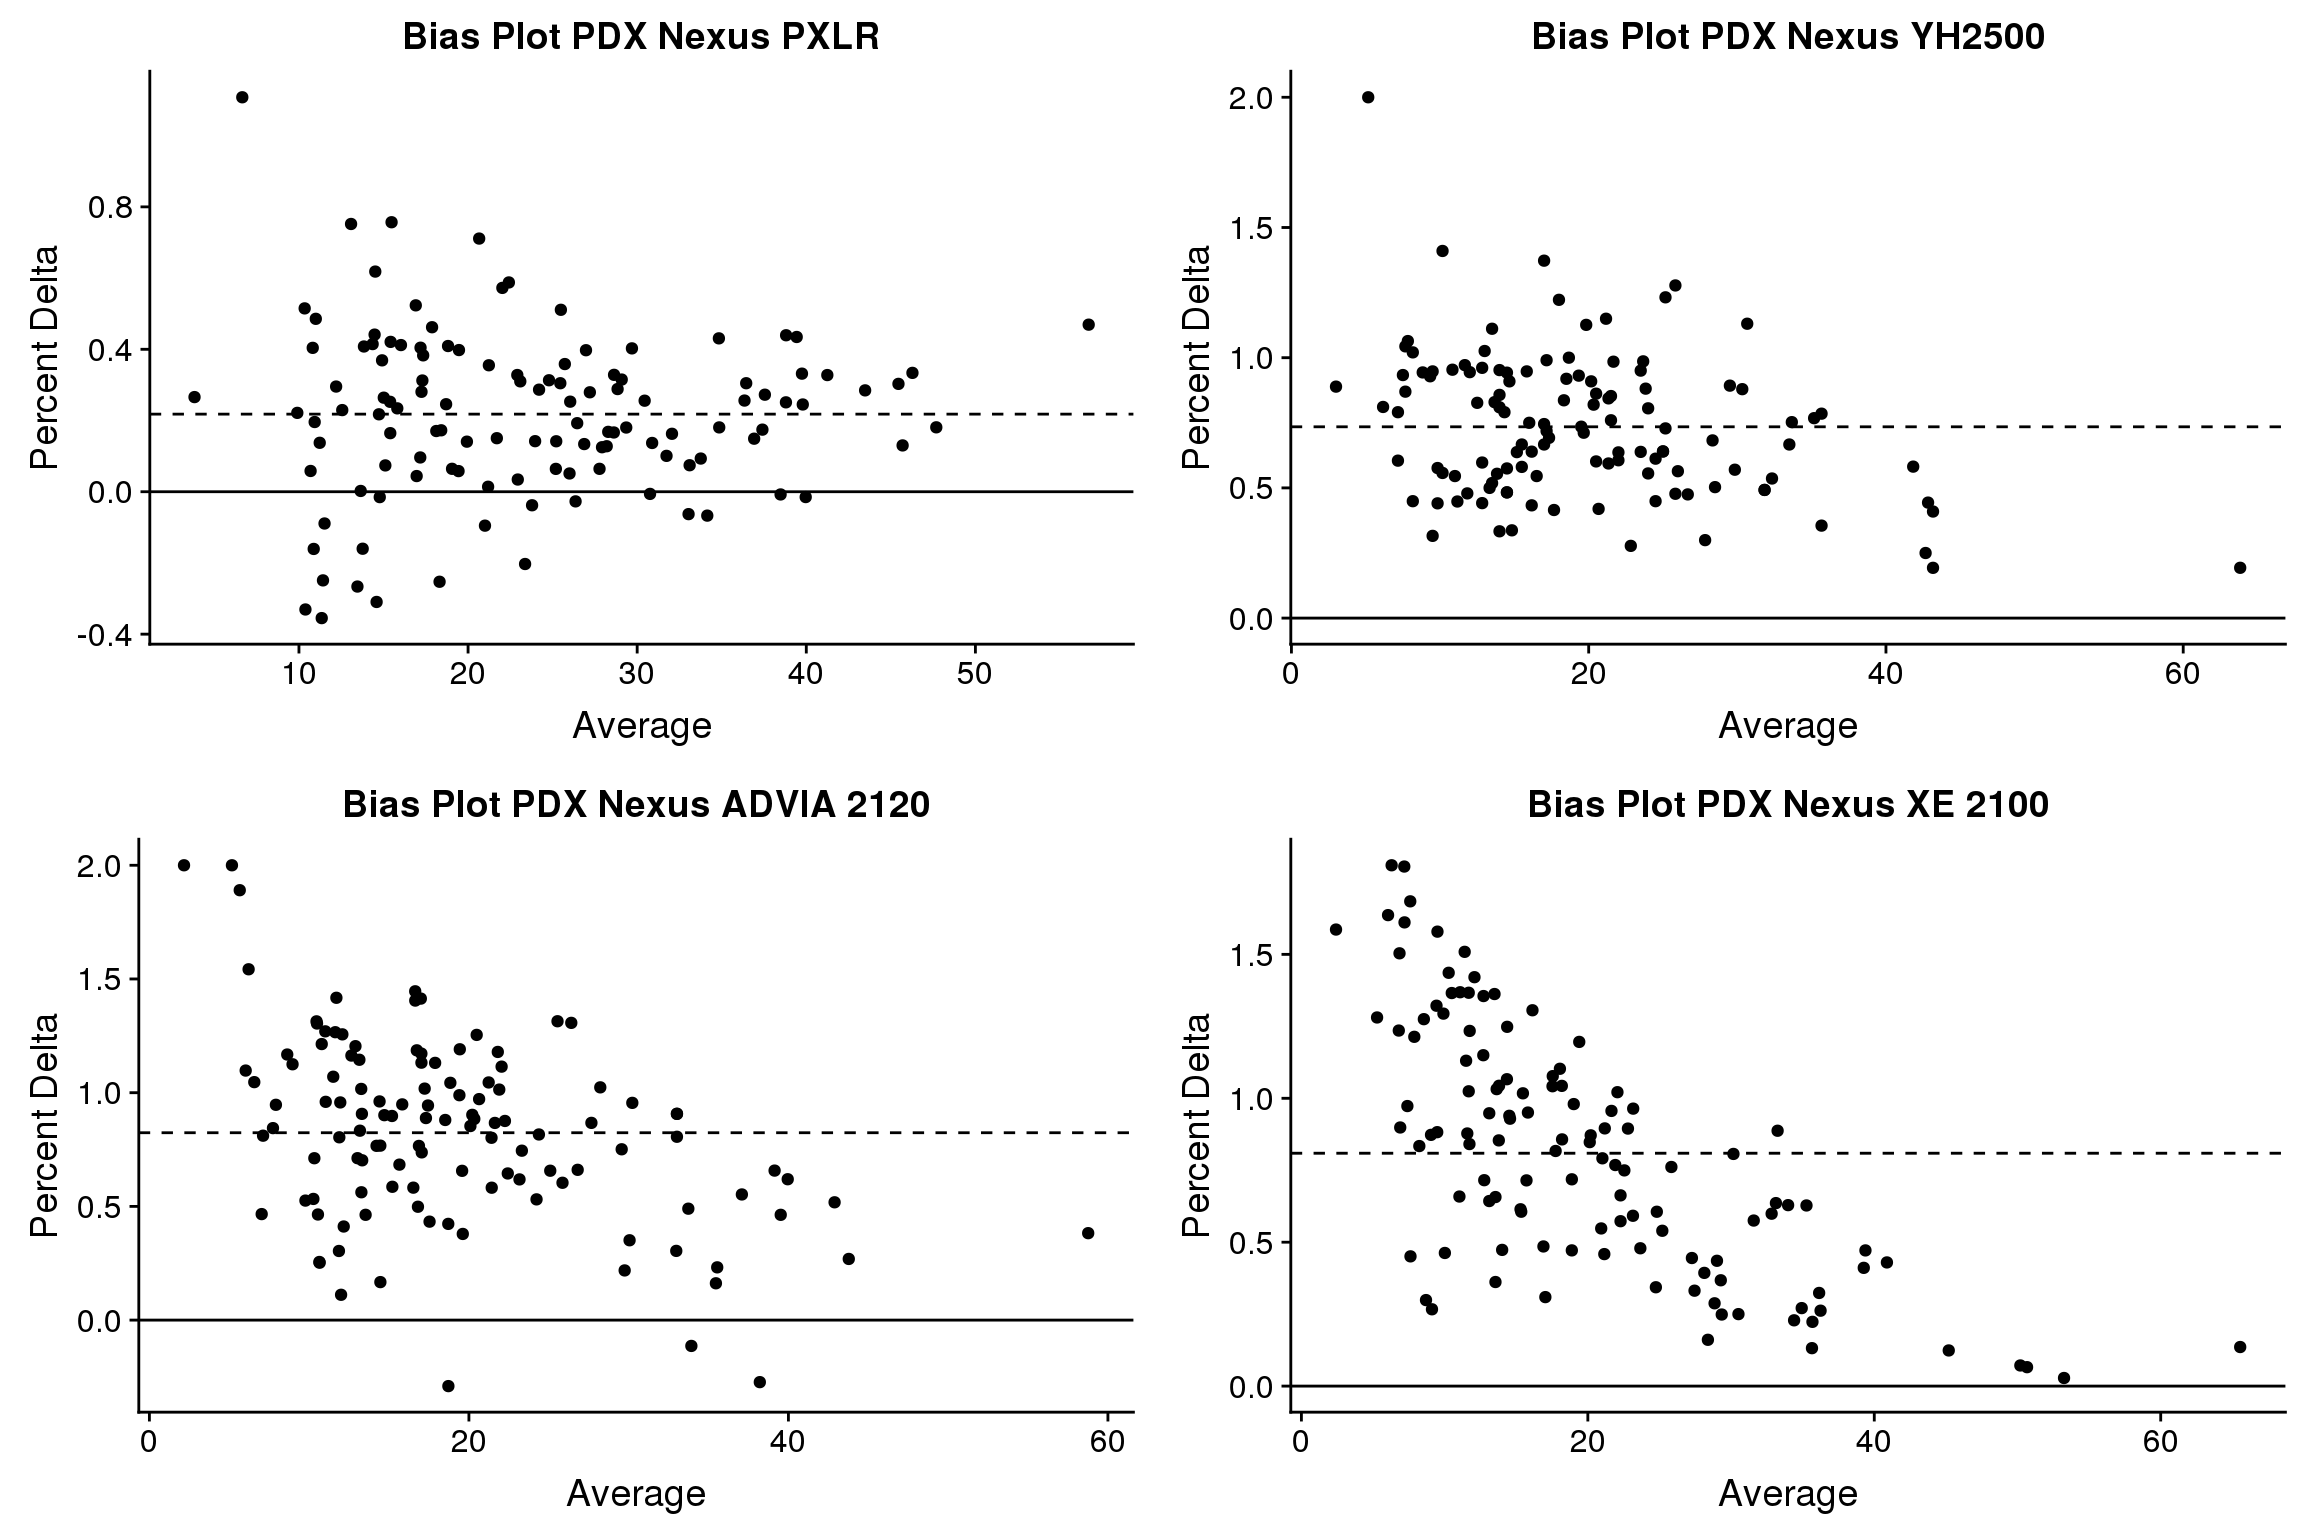 Bias Plot PDX Nexus PXLR
Percent Delta
0.8
0.4
0.0
-0.4
10 20 30 40 50
Average
Bias Plot PDX Nexus YH2500
Percent Delta
2.0
1.5
1.0
0.5
0.0
0 20 40 60
Average
Bias Plot PDX Nexus ADVIA 2120
Percent Delta
2.0
1.5
1.0
0.5
0.0
0 20 40 60
Average
Bias Plot PDX Nexus XE 2100
Percent Delta
1.5
1.0
0.5
0.0
0 20 40 60
Average